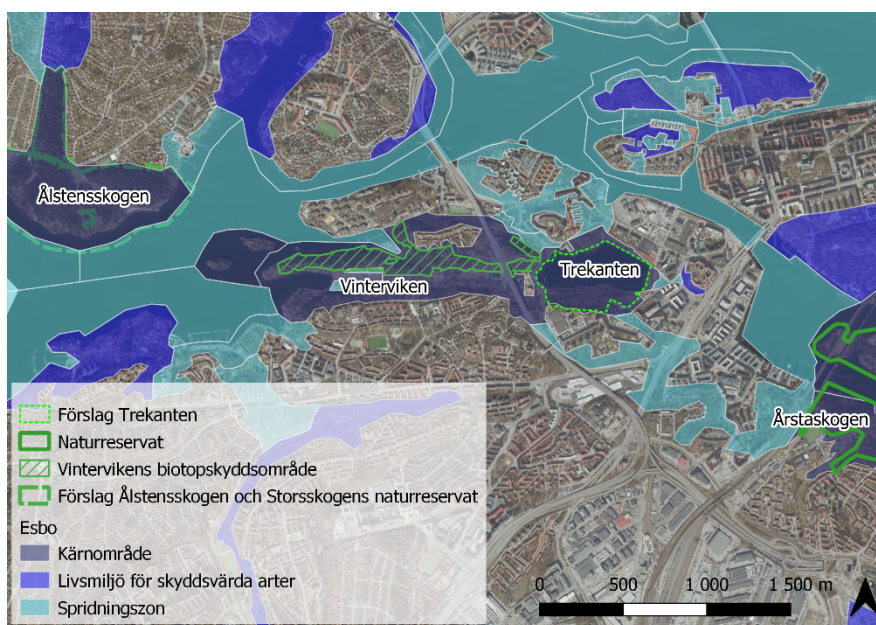 Ålstensskogen
Vinterviken
Trekanten
Årstaskogen
Förslag Trekanten
Naturreservat
Vintervikens biotopskyddsområde
Förslag Ålstensskogen och Storsskogens naturreservat
Esbo
Kärnområde
Livsmiljö för skyddsvärda arter
Spridningszon
0 500 1 000 1 500 m